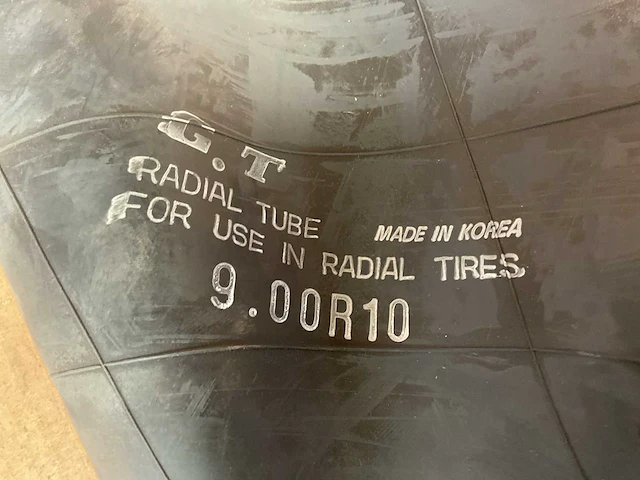 G.T
RADIAL TUBE
FOR USE IN RADIAL TIRES
MADE IN KOREA
9.00R10